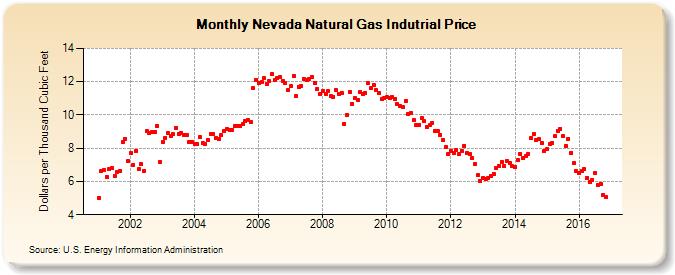 Monthly Nevada Natural Gas Indutrial Price
Dollars per Thousand Cubic Feet
14
12
10
8
6
4
2002 2004 2006 2008 2010 2012 2014 2016
Source: U.S. Energy Information Administration